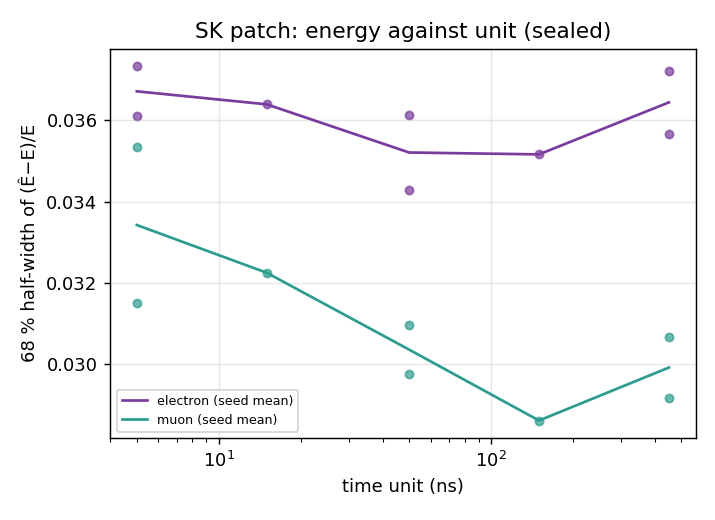 SK patch: energy against unit (sealed)
68 % half-width of (Ê−E)/E
0.036
0.034
0.032
0.030
electron (seed mean)
muon (seed mean)
10¹
10²
time unit (ns)